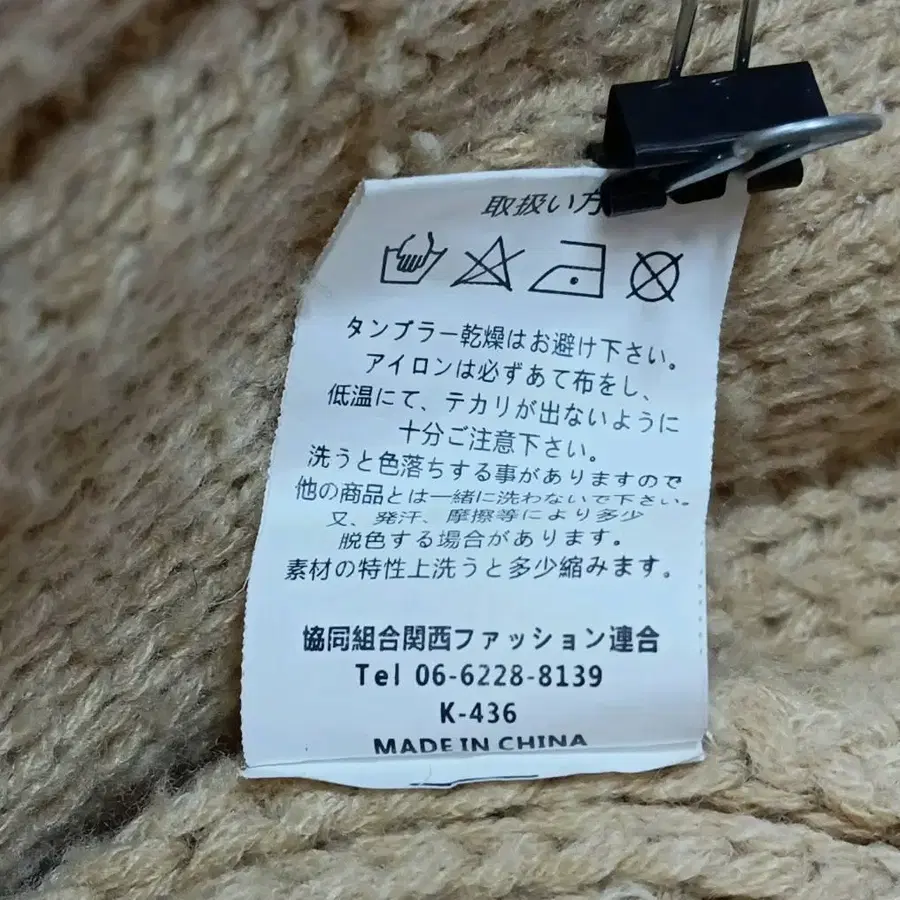 取扱い方
タンブラー乾燥はお避け下さい。
アイロンは必ずあて布をし、
低温にて、テカリが出ないように
十分ご注意下さい。
洗うと色落ちする事がありますので
他の商品とは一緒に洗わないで下さい。
又、発汗、摩擦等により多少
脱色する場合があります。
素材の特性上洗うと多少縮みます。
協同組合関西ファッション連合
Tel 06-6228-8139
K-436
MADE IN CHINA